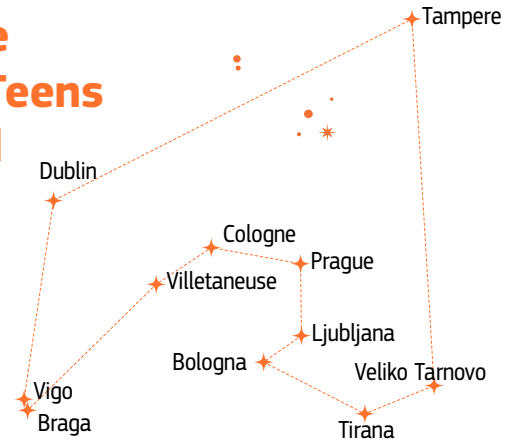 Teens
Tampere
Dublin
Cologne
Prague
Villetaneuse
Ljubljana
Bologna
Veliko Tarnovo
Vigo
Braga
Tirana